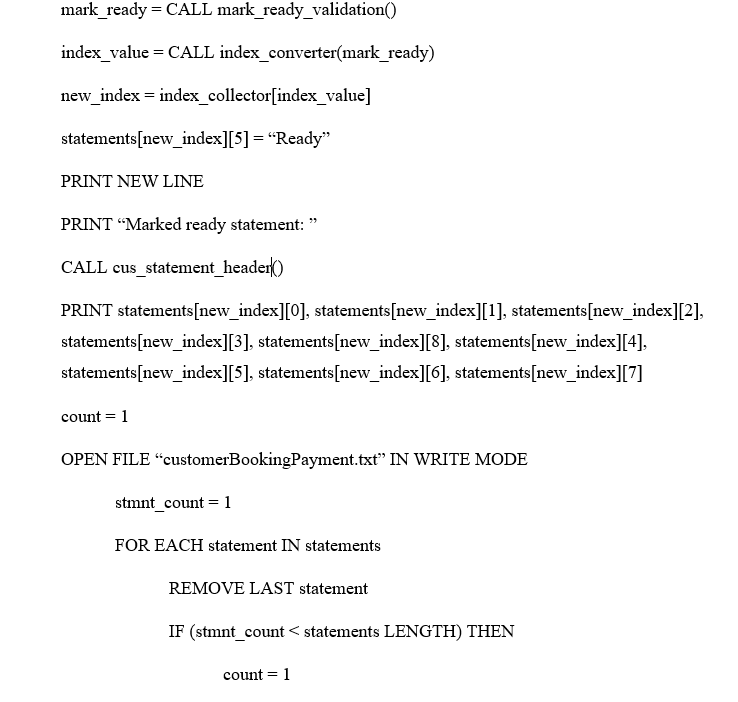 mark_ready = CALL mark_ready_validation()
index_value = CALL index_converter(mark_ready)
new_index = index_collector[index_value]
statements[new_index][5] = “Ready”
PRINT NEW LINE
PRINT “Marked ready statement: ”
CALL cus_statement_header()
PRINT statements[new_index][0], statements[new_index][1], statements[new_index][2],
statements[new_index][3], statements[new_index][8], statements[new_index][4],
statements[new_index][5], statements[new_index][6], statements[new_index][7]
count = 1
OPEN FILE “customerBookingPayment.txt” IN WRITE MODE
stmnt_count = 1
FOR EACH statement IN statements
REMOVE LAST statement
IF (stmnt_count < statements LENGTH) THEN
count = 1